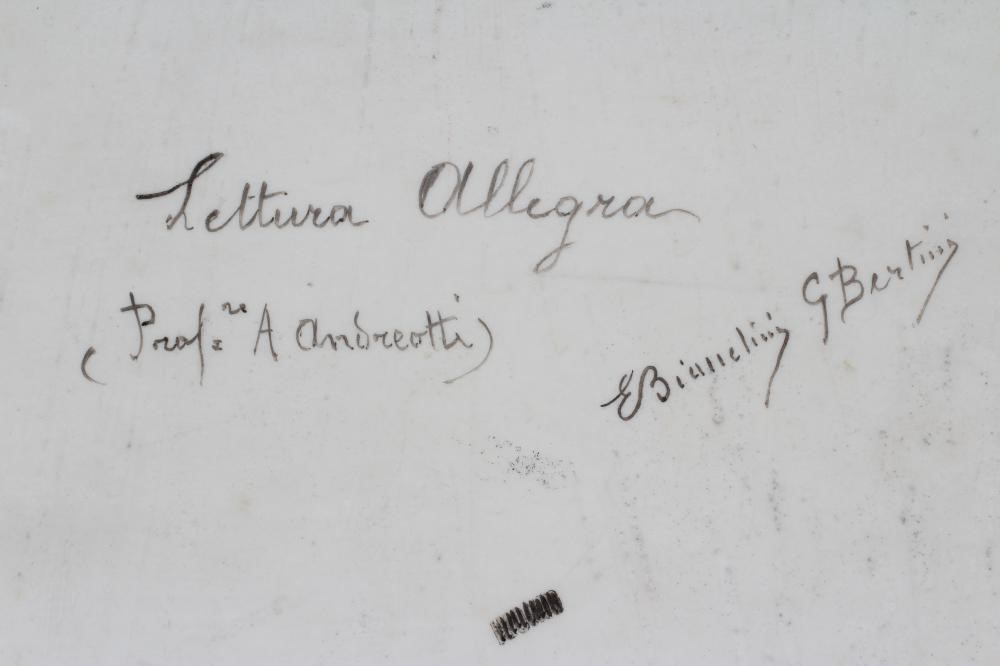 Lettura Allegra
(Prof.re A Andreotti)
E Bianchini G Bertini